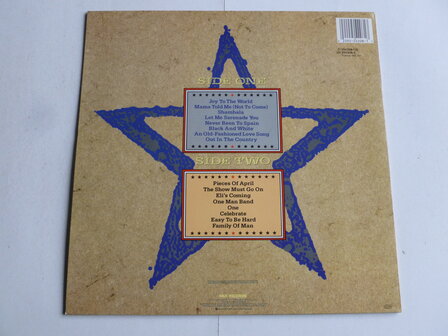 SIDE ONE
Joy To The World
Mama Told Me (Not To Come)
Shambala
Let Me Serenade You
Never Been To Spain
Black And White
An Old-Fashioned Love Song
Out In The Country
SIDE TWO
Pieces Of April
The Show Must Go On
Eli's Coming
One Man Band
One
Celebrate
Easy To Be Hard
Family Of Man